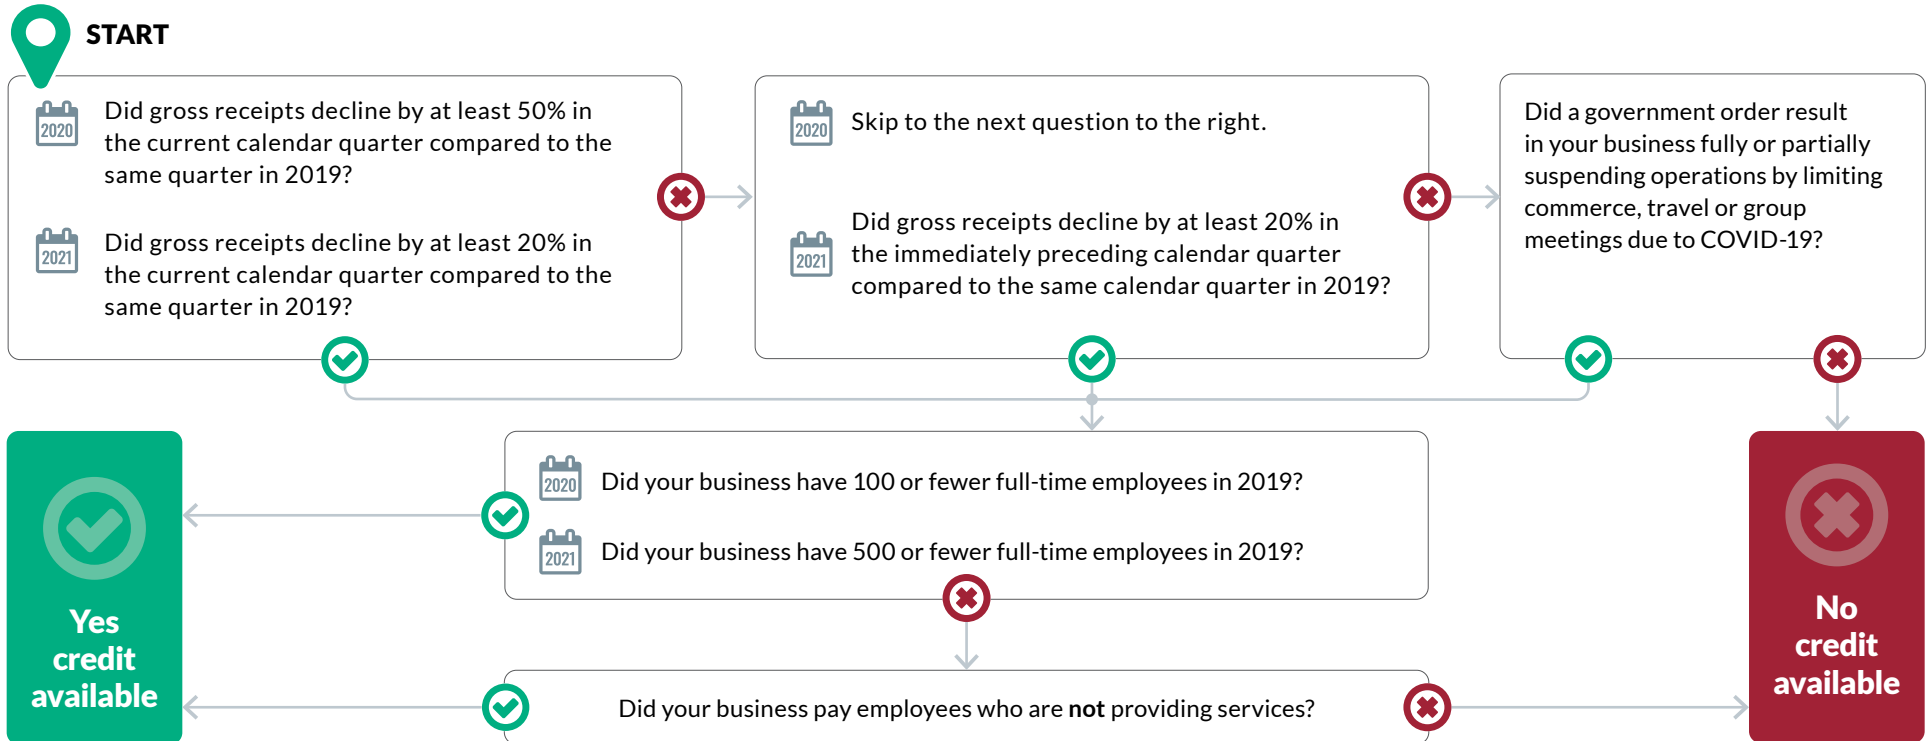 START
2020
Did gross receipts decline by at least 50% in
the current calendar quarter compared to the
same quarter in 2019?
2021
Did gross receipts decline by at least 20% in
the current calendar quarter compared to the
same quarter in 2019?
2020
Skip to the next question to the right.
2021
Did gross receipts decline by at least 20% in
the immediately preceding calendar quarter
compared to the same calendar quarter in 2019?
Did a government order result
in your business fully or partially
suspending operations by limiting
commerce, travel or group
meetings due to COVID-19?
2020
Did your business have 100 or fewer full-time employees in 2019?
2021
Did your business have 500 or fewer full-time employees in 2019?
Did your business pay employees who are not providing services?
Yes
credit
available
No
credit
available